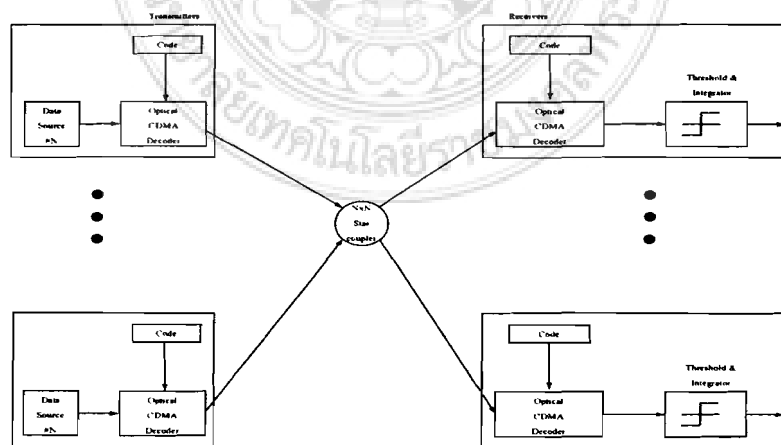 Transmitters
Receivers
Code
Code
Data
Source
#N
Optical
CDMA
Decoder
Optical
CDMA
Decoder
Threshold &
Integrator
NxN
Star
coupler
Code
Code
Data
Source
#N
Optical
CDMA
Decoder
Optical
CDMA
Decoder
Threshold &
Integrator